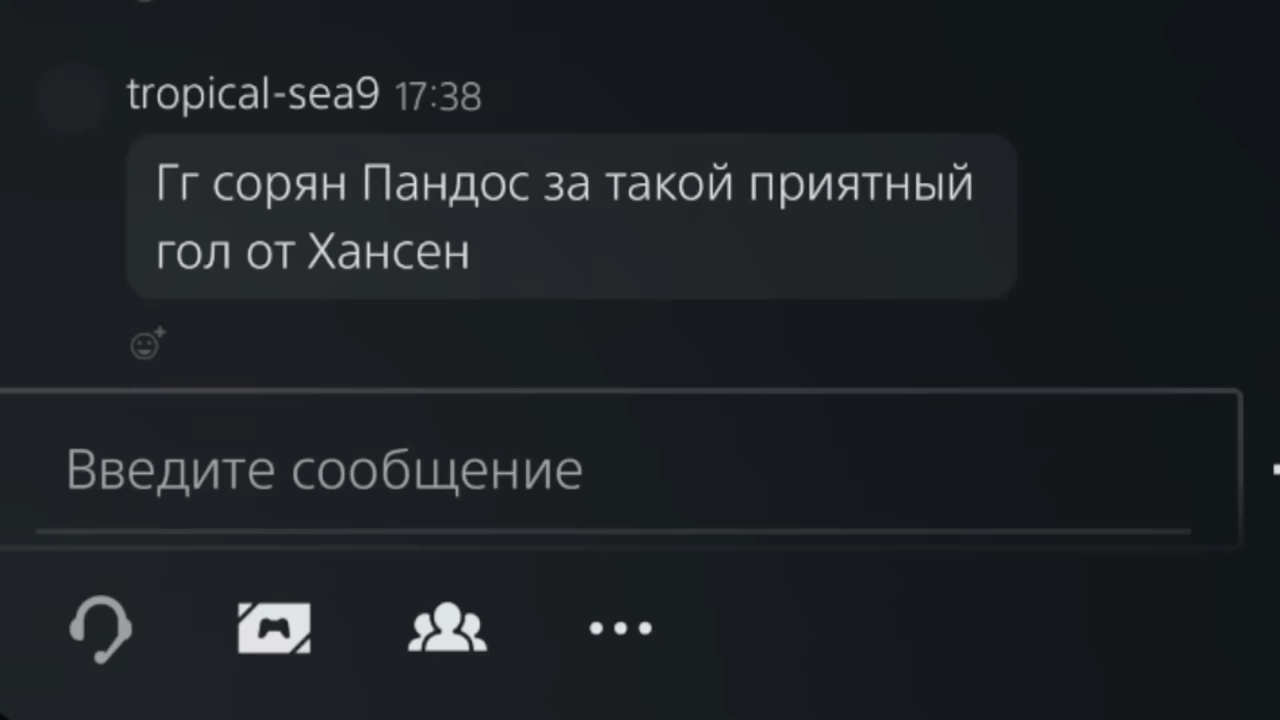 tropical-sea9 17:38
Гг сорян Пандос за такой приятный
гол от Хансен
Введите сообщение